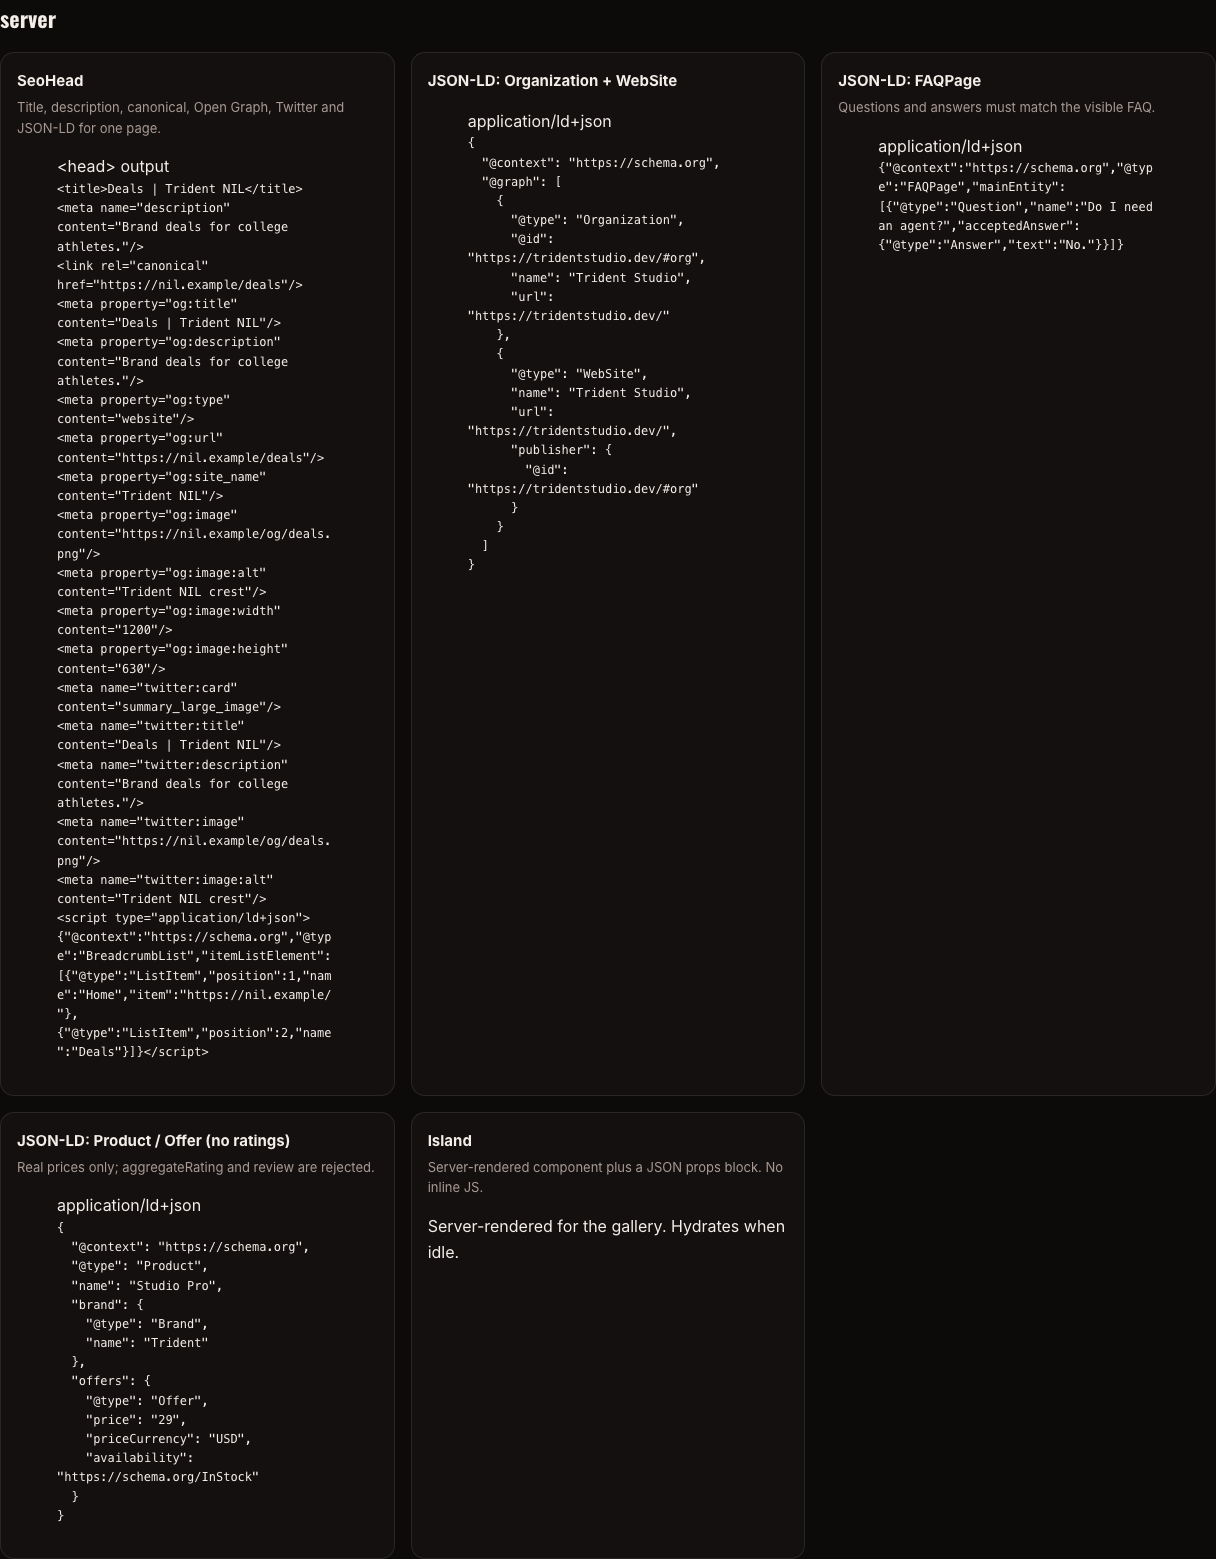 server
SeoHead
Title, description, canonical, Open Graph, Twitter and
JSON-LD for one page.
<head> output
<title>Deals | Trident NIL</title>
<meta name="description"
content="Brand deals for college
athletes."/>
<link rel="canonical"
href="https://nil.example/deals"/>
<meta property="og:title"
content="Deals | Trident NIL"/>
<meta property="og:description"
content="Brand deals for college
athletes."/>
<meta property="og:type"
content="website"/>
<meta property="og:url"
content="https://nil.example/deals"/>
<meta property="og:site_name"
content="Trident NIL"/>
<meta property="og:image"
content="https://nil.example/og/deals.
png"/>
<meta property="og:image:alt"
content="Trident NIL crest"/>
<meta property="og:image:width"
content="1200"/>
<meta property="og:image:height"
content="630"/>
<meta name="twitter:card"
content="summary_large_image"/>
<meta name="twitter:title"
content="Deals | Trident NIL"/>
<meta name="twitter:description"
content="Brand deals for college
athletes."/>
<meta name="twitter:image"
content="https://nil.example/og/deals.
png"/>
<meta name="twitter:image:alt"
content="Trident NIL crest"/>
<script type="application/ld+json">
{"@context":"https://schema.org","@typ
e":"BreadcrumbList","itemListElement":
[{"@type":"ListItem","position":1,"nam
e":"Home","item":"https://nil.example/
"},
{"@type":"ListItem","position":2,"name
":"Deals"}]}</script>
JSON-LD: Organization + WebSite
application/ld+json
{
  "@context": "https://schema.org",
  "@graph": [
    {
      "@type": "Organization",
      "@id":
"https://tridentstudio.dev/#org",
      "name": "Trident Studio",
      "url":
"https://tridentstudio.dev/"
    },
    {
      "@type": "WebSite",
      "name": "Trident Studio",
      "url":
"https://tridentstudio.dev/",
      "publisher": {
        "@id":
"https://tridentstudio.dev/#org"
      }
    }
  ]
}
JSON-LD: FAQPage
Questions and answers must match the visible FAQ.
application/ld+json
{"@context":"https://schema.org","@typ
e":"FAQPage","mainEntity":
[{"@type":"Question","name":"Do I need
an agent?","acceptedAnswer":
{"@type":"Answer","text":"No."}}]}
JSON-LD: Product / Offer (no ratings)
Real prices only; aggregateRating and review are rejected.
application/ld+json
{
  "@context": "https://schema.org",
  "@type": "Product",
  "name": "Studio Pro",
  "brand": {
    "@type": "Brand",
    "name": "Trident"
  },
  "offers": {
    "@type": "Offer",
    "price": "29",
    "priceCurrency": "USD",
    "availability":
"https://schema.org/InStock"
  }
}
Island
Server-rendered component plus a JSON props block. No
inline JS.
Server-rendered for the gallery. Hydrates when
idle.